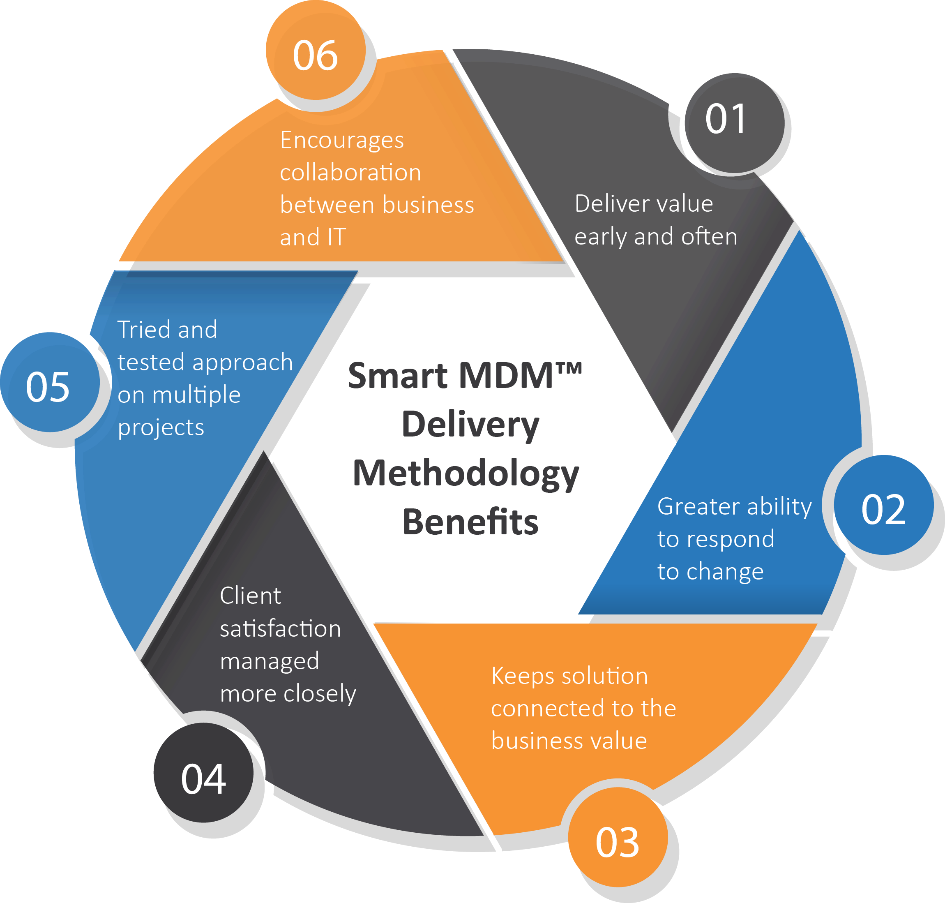 Smart MDM™
Delivery
Methodology
Benefits
01
Deliver value
early and often
02
Greater ability
to respond
to change
03
Keeps solution
connected to the
business value
04
Client
satisfaction
managed
more closely
05
Tried and
tested approach
on multiple
projects
06
Encourages
collaboration
between business
and IT